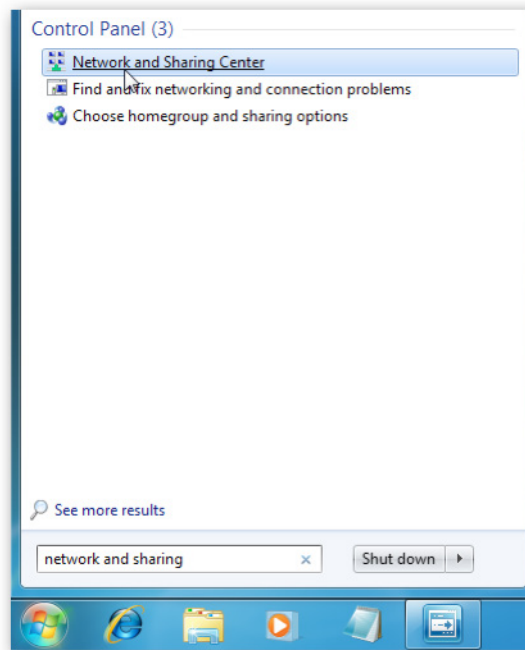 Control Panel (3)
Network and Sharing Center
Find and fix networking and connection problems
Choose homegroup and sharing options
See more results
network and sharing
Shut down